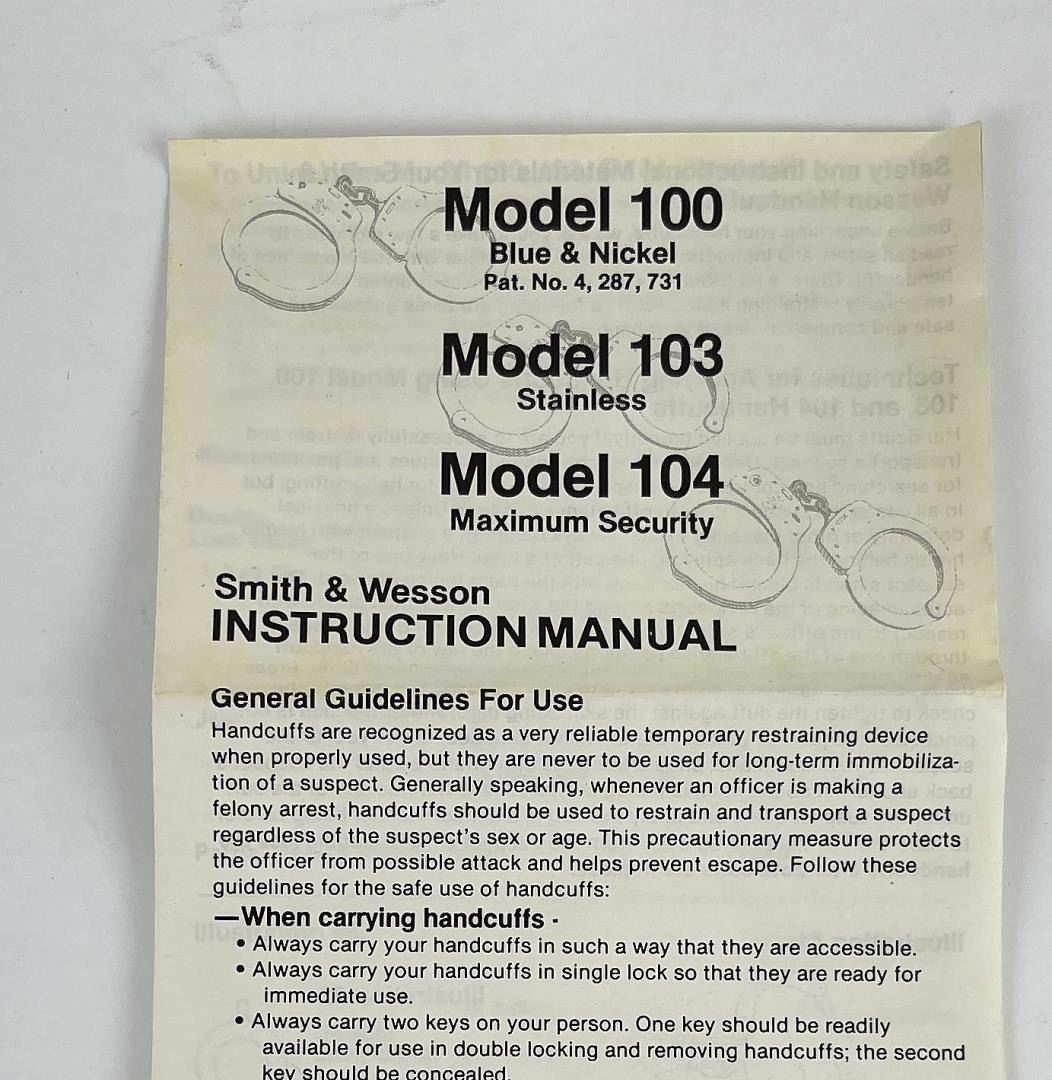 Model 100
Blue & Nickel
Pat. No. 4, 287, 731
Model 103
Stainless
Model 104
Maximum Security
Smith & Wesson
INSTRUCTION MANUAL
General Guidelines For Use
Handcuffs are recognized as a very reliable temporary restraining device
when properly used, but they are never to be used for long-term immobiliza-
tion of a suspect. Generally speaking, whenever an officer is making a
felony arrest, handcuffs should be used to restrain and transport a suspect
regardless of the suspect's sex or age. This precautionary measure protects
the officer from possible attack and helps prevent escape. Follow these
guidelines for the safe use of handcuffs:
—When carrying handcuffs -
• Always carry your handcuffs in such a way that they are accessible.
• Always carry your handcuffs in single lock so that they are ready for
immediate use.
• Always carry two keys on your person. One key should be readily
available for use in double locking and removing handcuffs; the second
key should be concealed.